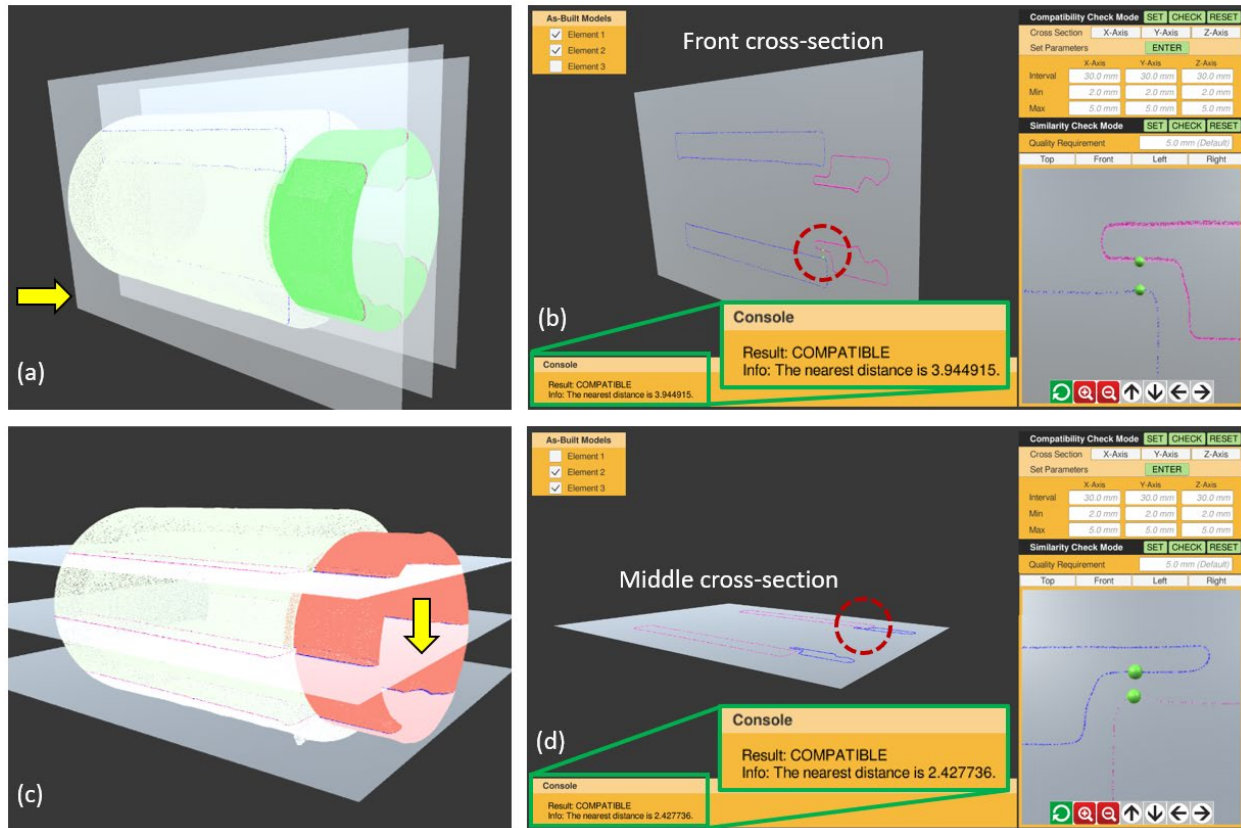 (a)
As-Built Models
Element 1
Element 2
Element 3
Front cross-section
(b)
Console
Result: COMPATIBLE
Info: The nearest distance is 3.944915.
Console
Result: COMPATIBLE
Info: The nearest distance is 3.944915.
Compatibility Check Mode SET CHECK RESET
Cross Section X-Axis Y-Axis Z-Axis
Set Parameters ENTER
X-Axis Y-Axis Z-Axis
Interval 30.0 mm 30.0 mm 30.0 mm
Min 2.0 mm 2.0 mm 2.0 mm
Max 5.0 mm 5.0 mm 5.0 mm
Similarity Check Mode SET CHECK RESET
Quality Requirement 5.0 mm (Default)
Top Front Left Right
(c)
As-Built Models
Element 1
Element 2
Element 3
Middle cross-section
(d)
Console
Result: COMPATIBLE
Info: The nearest distance is 2.427736.
Console
Result: COMPATIBLE
Info: The nearest distance is 2.427736.
Compatibility Check Mode SET CHECK RESET
Cross Section X-Axis Y-Axis Z-Axis
Set Parameters ENTER
X-Axis Y-Axis Z-Axis
Interval 30.0 mm 30.0 mm 30.0 mm
Min 2.0 mm 2.0 mm 2.0 mm
Max 5.0 mm 5.0 mm 5.0 mm
Similarity Check Mode SET CHECK RESET
Quality Requirement 5.0 mm (Default)
Top Front Left Right